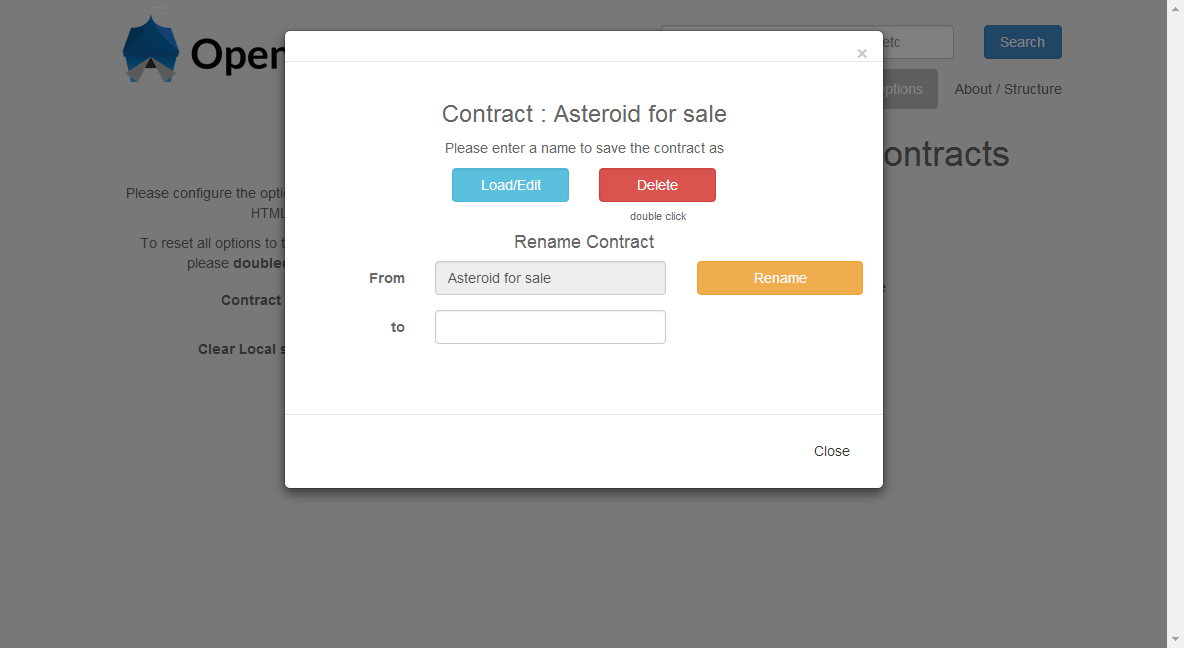 Open
etc
Search
ptions
About / Structure
ontracts
Please configure the opti
HTML
To reset all options to t
please double
Contract
Clear Local s
×
Contract : Asteroid for sale
Please enter a name to save the contract as
Load/Edit
Delete
double click
Rename Contract
From
Asteroid for sale
Rename
to
Close